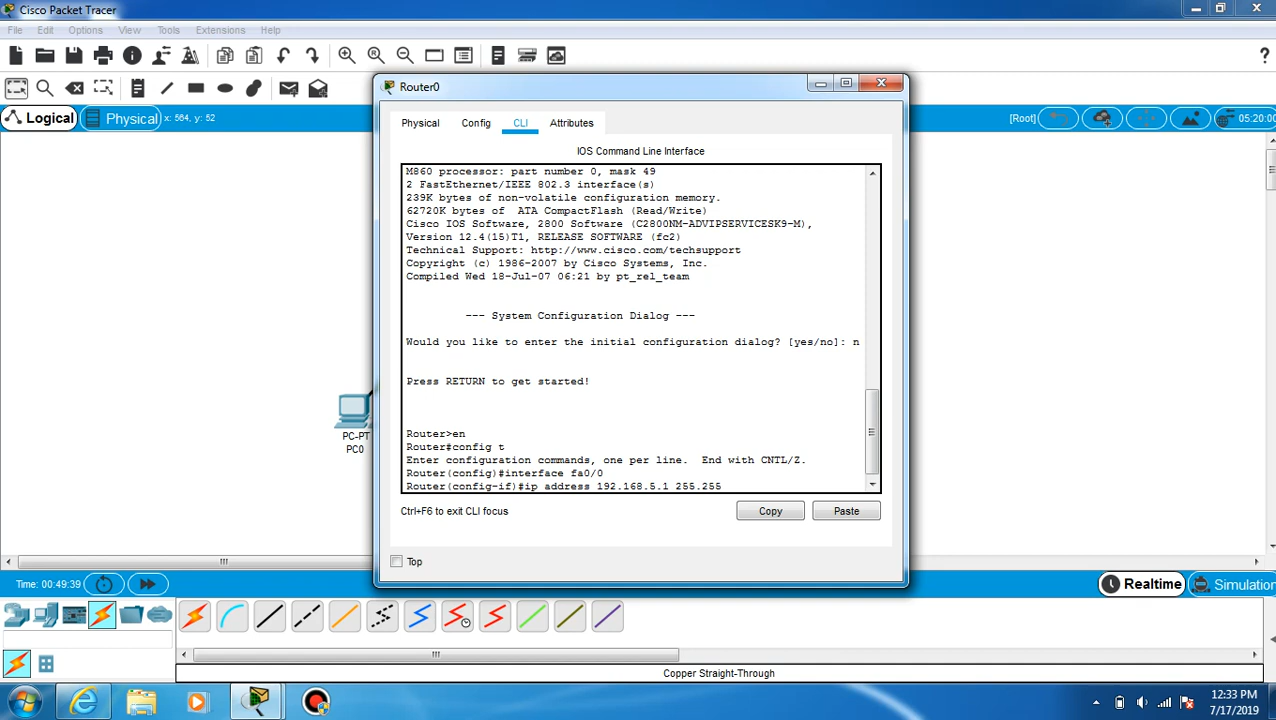 Cisco Packet Tracer
File Edit Options View Tools Extensions Help
?
Logical Physical x: 564, y: 52 [Root] 05:20:00
Router0
Physical Config CLI Attributes
IOS Command Line Interface
M860 processor: part number 0, mask 49
2 FastEthernet/IEEE 802.3 interface(s)
239K bytes of non-volatile configuration memory.
62720K bytes of ATA CompactFlash (Read/Write)
Cisco IOS Software, 2800 Software (C2800NM-ADVIPSERVICESK9-M),
Version 12.4(15)T1, RELEASE SOFTWARE (fc2)
Technical Support: http://www.cisco.com/techsupport
Copyright (c) 1986-2007 by Cisco Systems, Inc.
Compiled Wed 18-Jul-07 06:21 by pt_rel_team
--- System Configuration Dialog ---
Would you like to enter the initial configuration dialog? [yes/no]: n
Press RETURN to get started!
Router>en
Router#config t
Enter configuration commands, one per line. End with CNTL/Z.
Router(config)#interface fa0/0
Router(config-if)#ip address 192.168.5.1 255.255
PC-PT
PC0
Ctrl+F6 to exit CLI focus Copy Paste
Top
Time: 00:49:39 Realtime Simulation
Copper Straight-Through
12:33 PM
7/17/2019